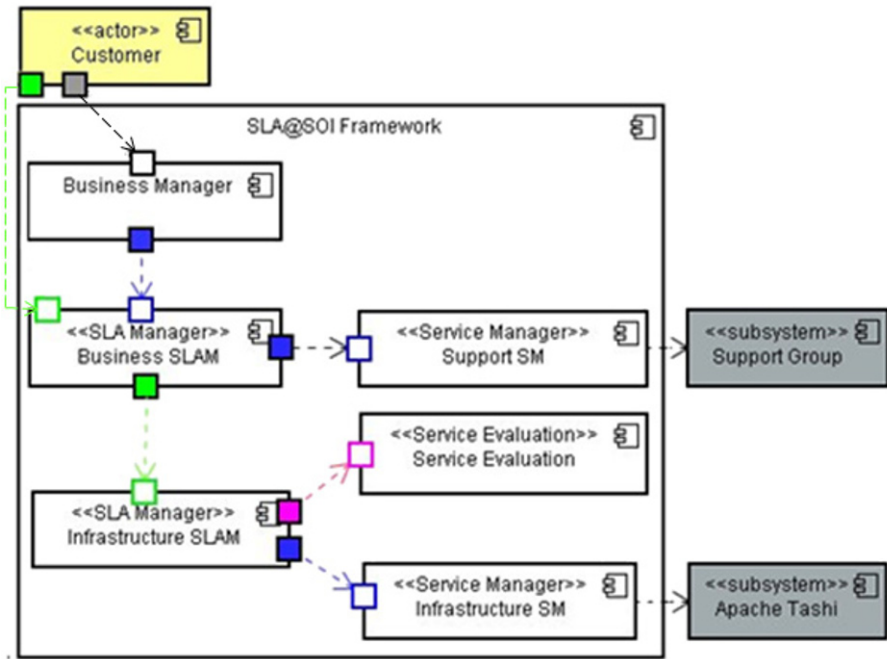 <<actor>>
Customer
SLA@SOI Framework
Business Manager
<<SLA Manager>>
Business SLAM
<<Service Manager>>
Support SM
<<subsystem>>
Support Group
<<Service Evaluation>>
Service Evaluation
<<SLA Manager>>
Infrastructure SLAM
<<Service Manager>>
Infrastructure SM
<<subsystem>>
Apache Tashi